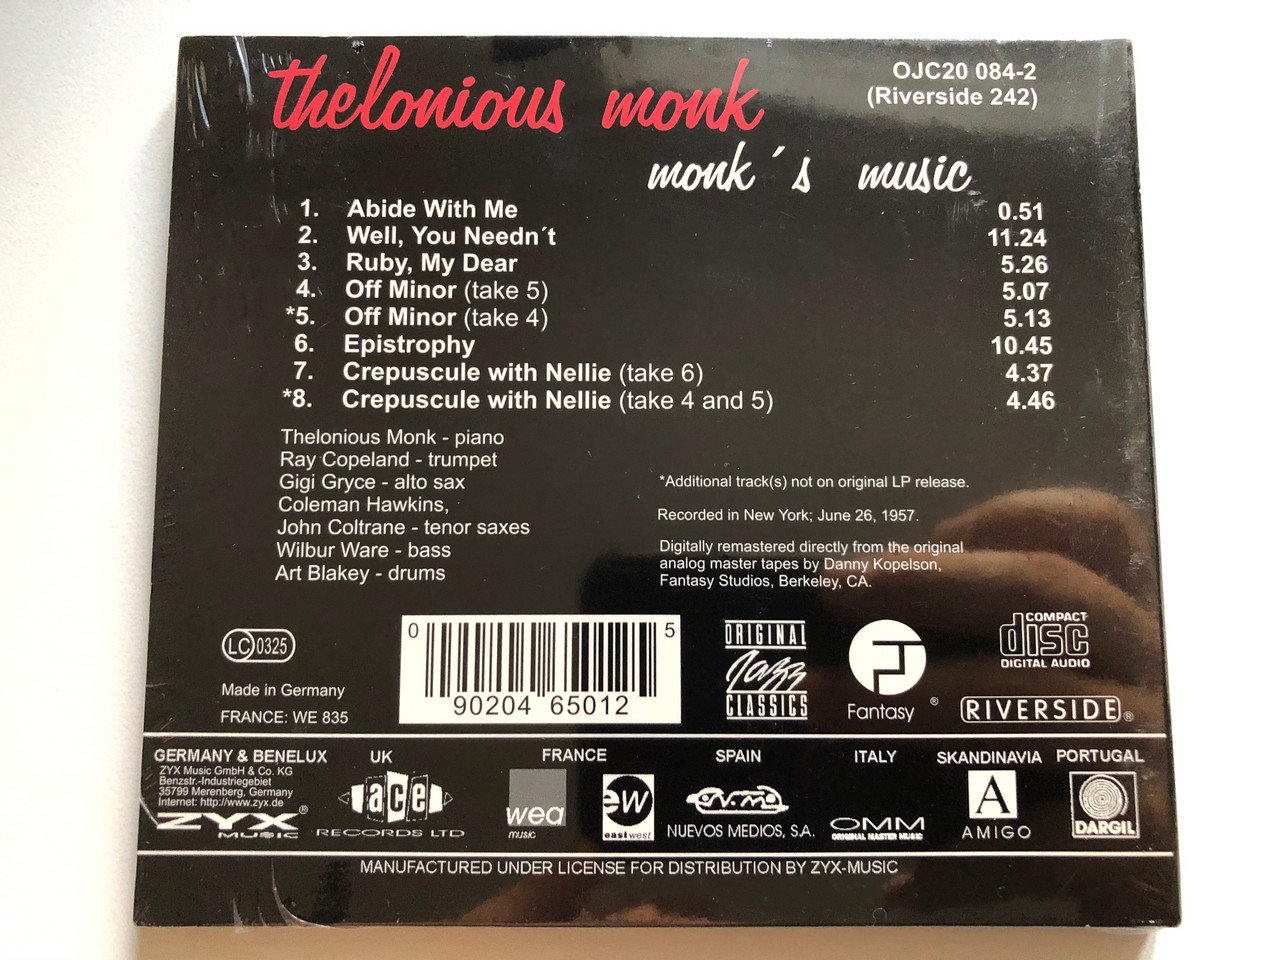 thelonious monk
OJC20 084-2
(Riverside 242)
monk´s music
1. Abide With Me 0.51
2. Well, You Needn´t 11.24
3. Ruby, My Dear 5.26
4. Off Minor (take 5) 5.07
*5. Off Minor (take 4) 5.13
6. Epistrophy 10.45
7. Crepuscule with Nellie (take 6) 4.37
*8. Crepuscule with Nellie (take 4 and 5) 4.46
Thelonious Monk - piano
Ray Copeland - trumpet
Gigi Gryce - alto sax
Coleman Hawkins,
John Coltrane - tenor saxes
Wilbur Ware - bass
Art Blakey - drums
*Additional track(s) not on original LP release.
Recorded in New York; June 26, 1957.
Digitally remastered directly from the original
analog master tapes by Danny Kopelson,
Fantasy Studios, Berkeley, CA.
LC 0325
Made in Germany
FRANCE: WE 835
0 90204 65012 5
ORIGINAL
Jazz
CLASSICS
Fantasy ®
COMPACT
disc
DIGITAL AUDIO
RIVERSIDE ®
GERMANY & BENELUX
ZYX Music GmbH & Co. KG
Benzstr.-Industriegebiet
35799 Merenberg, Germany
Internet: http://www.zyx.de
ZYX ®
MUSIC
UK
ace
RECORDS LTD
FRANCE
wea
music
ew
eastwest
SPAIN
NUEVOS MEDIOS, S.A.
ITALY
OMM
ORIGINAL MASTER MUSIC
SKANDINAVIA
A
AMIGO
PORTUGAL
DARGIL
MANUFACTURED UNDER LICENSE FOR DISTRIBUTION BY ZYX-MUSIC